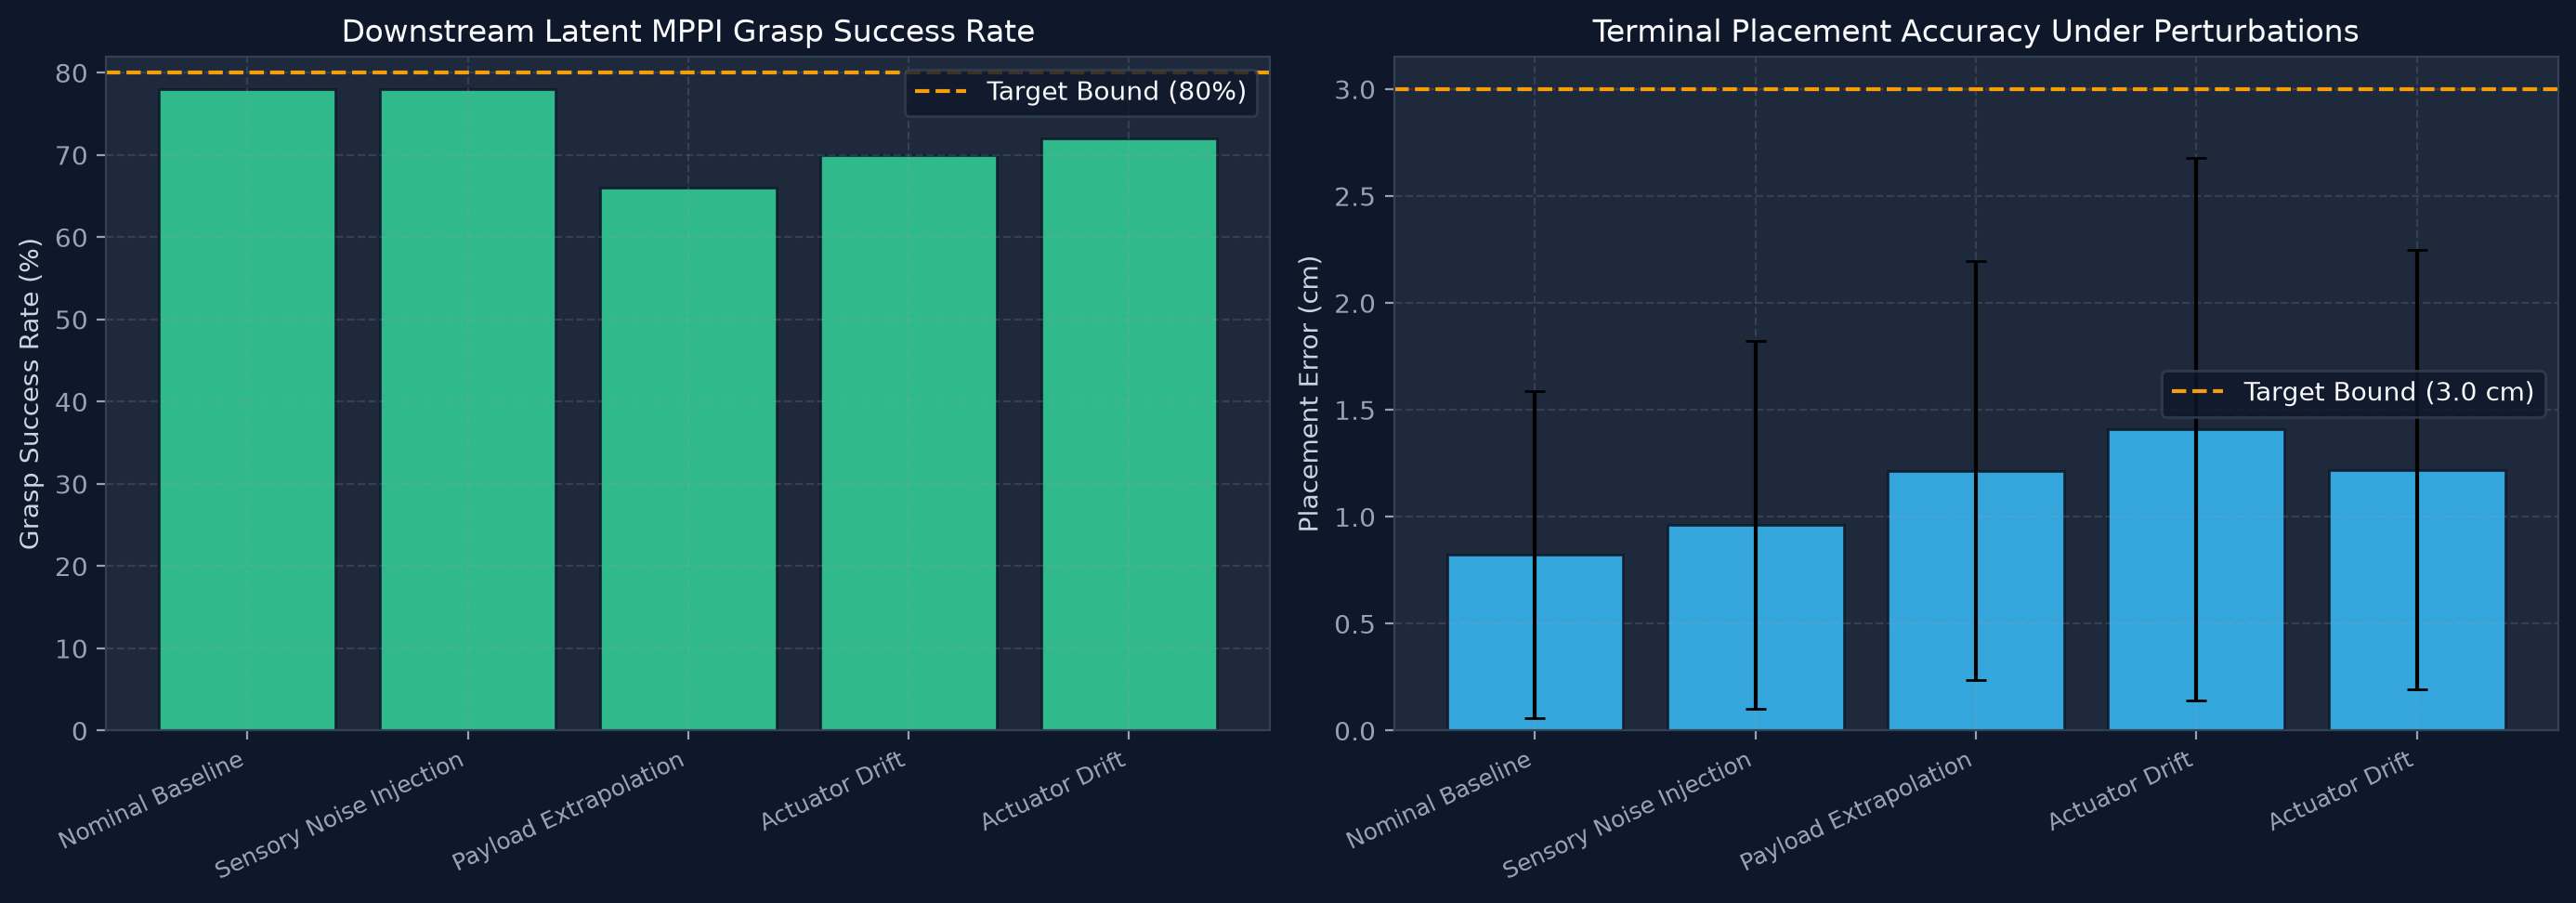 Downstream Latent MPPI Grasp Success Rate
Grasp Success Rate (%)
80
70
60
50
40
30
20
10
0
Target Bound (80%)
Nominal Baseline
Sensory Noise Injection
Payload Extrapolation
Actuator Drift
Actuator Drift
Terminal Placement Accuracy Under Perturbations
Placement Error (cm)
3.0
2.5
2.0
1.5
1.0
0.5
0.0
Target Bound (3.0 cm)
Nominal Baseline
Sensory Noise Injection
Payload Extrapolation
Actuator Drift
Actuator Drift